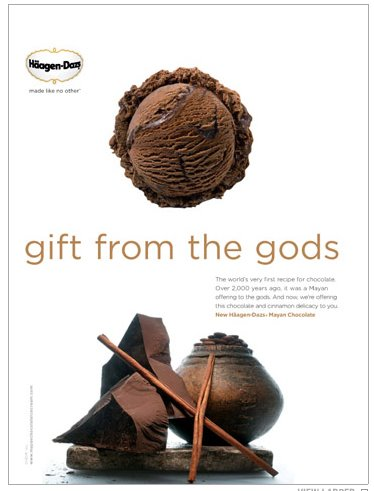 Häagen-Dazs
made like no other
gift from the gods
The world's very first recipe for chocolate.
Over 2,000 years ago, it was a Mayan
offering to the gods. And now, we're offering
this chocolate and cinnamon delicacy to you.
New Häagen-Dazs® Mayan Chocolate
VIEW LARGER